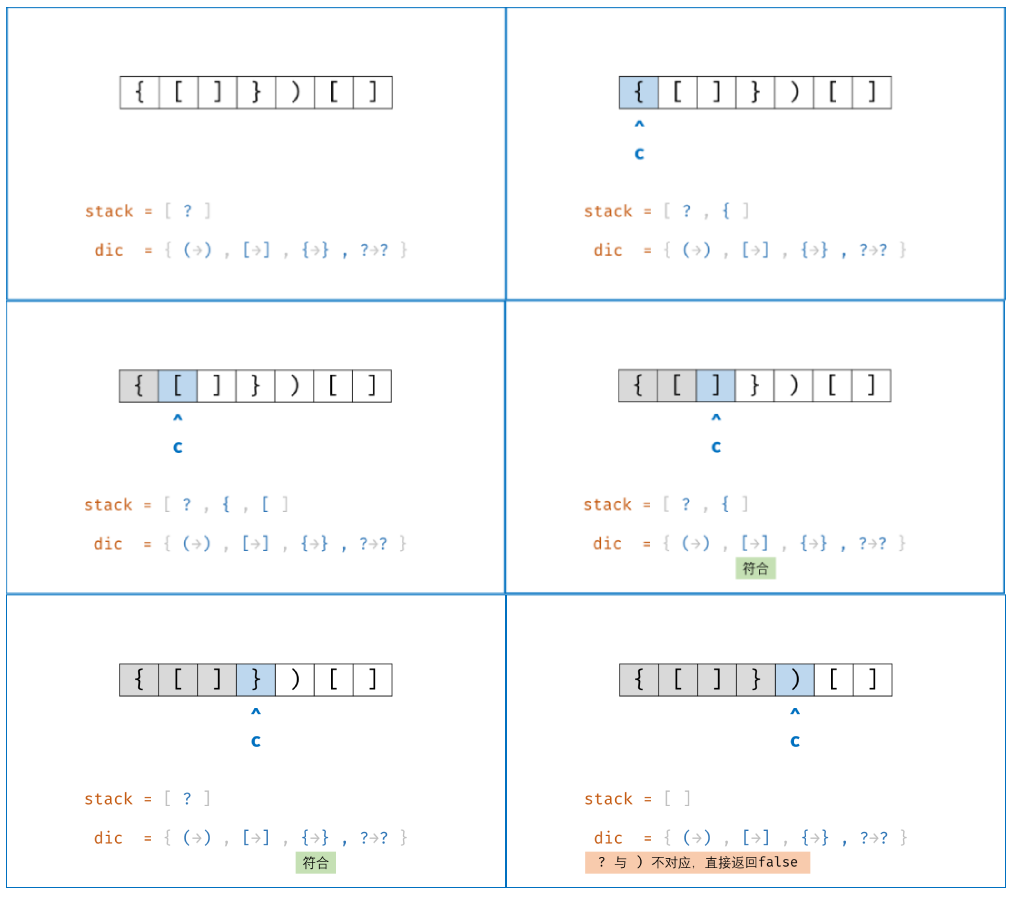 { [ ] } ) [ ]
stack = [ ? ]
dic = { (→) , [→] , {→} , ?→? }
{ [ ] } ) [ ]
^
c
stack = [ ? , { ]
dic = { (→) , [→] , {→} , ?→? }
{ [ ] } ) [ ]
^
c
stack = [ ? , { , [ ]
dic = { (→) , [→] , {→} , ?→? }
{ [ ] } ) [ ]
^
c
stack = [ ? , { ]
dic = { (→) , [→] , {→} , ?→? }
符合
{ [ ] } ) [ ]
^
c
stack = [ ? ]
dic = { (→) , [→] , {→} , ?→? }
符合
{ [ ] } ) [ ]
^
c
stack = [ ]
dic = { (→) , [→] , {→} , ?→? }
? 与 ) 不对应, 直接返回false